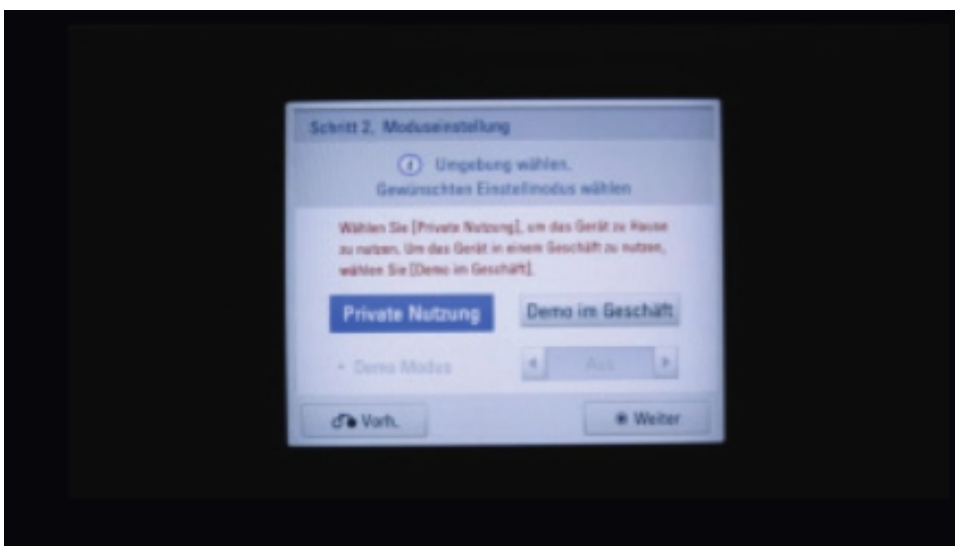 Schritt 2, Moduseinstellung
i Umgebung wählen.
Gewünschten Einstellmodus wählen
Wählen Sie [Private Nutzung], um das Gerät zu Hause
zu nutzen. Um das Gerät in einem Geschäft zu nutzen,
wählen Sie [Demo im Geschäft].
Private Nutzung
Demo im Geschäft
• Demo Modus
Aus
Vorh.
Weiter